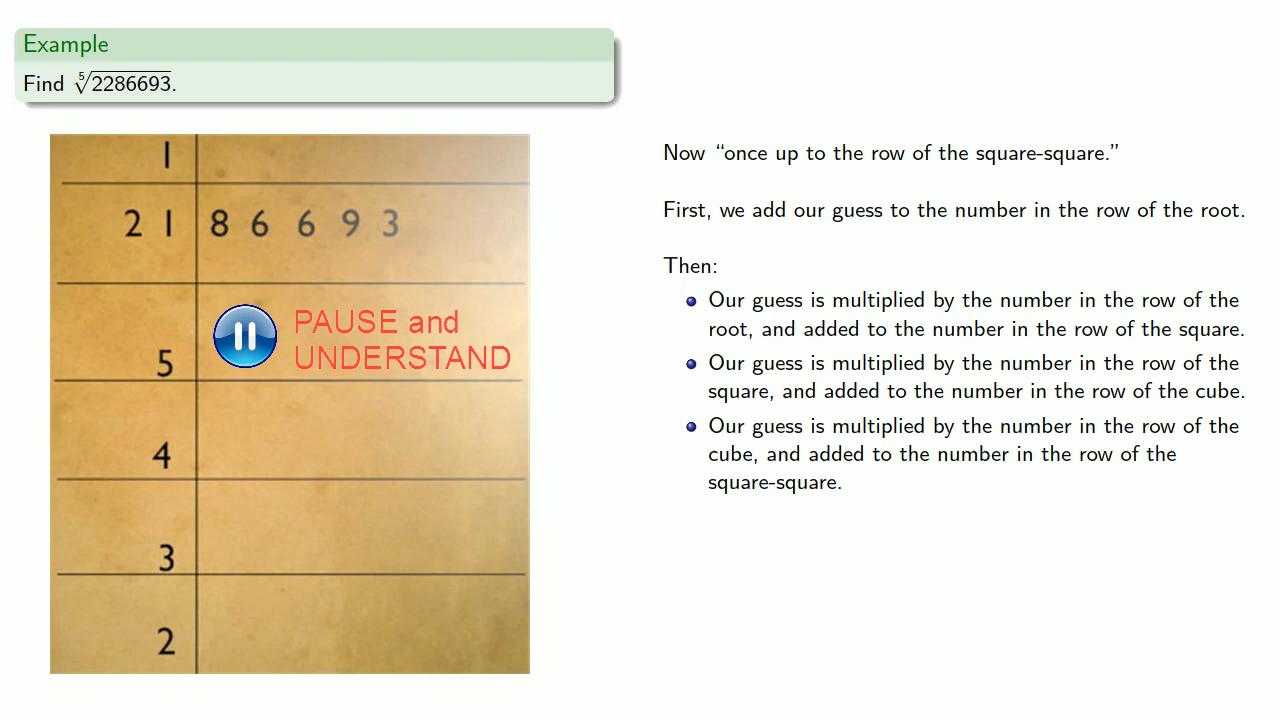 Example
Find ⁵√2286693.
1
2 1 8 6 6 9 3
PAUSE and
UNDERSTAND
5
4
3
2
Now “once up to the row of the square-square.”
First, we add our guess to the number in the row of the root.
Then:
Our guess is multiplied by the number in the row of the
root, and added to the number in the row of the square.
Our guess is multiplied by the number in the row of the
square, and added to the number in the row of the cube.
Our guess is multiplied by the number in the row of the
cube, and added to the number in the row of the
square-square.